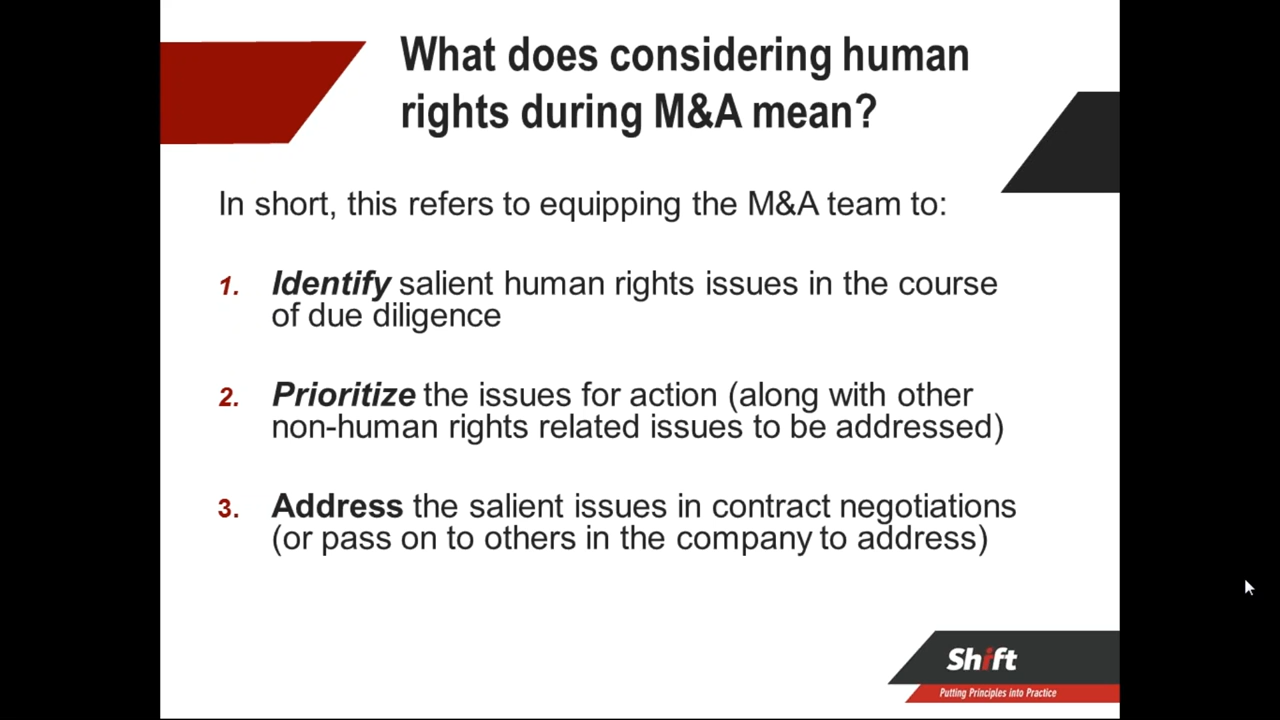 What does considering human
rights during M&A mean?
In short, this refers to equipping the M&A team to:
1. Identify salient human rights issues in the course
of due diligence
2. Prioritize the issues for action (along with other
non-human rights related issues to be addressed)
3. Address the salient issues in contract negotiations
(or pass on to others in the company to address)
Shift
Putting Principles into Practice